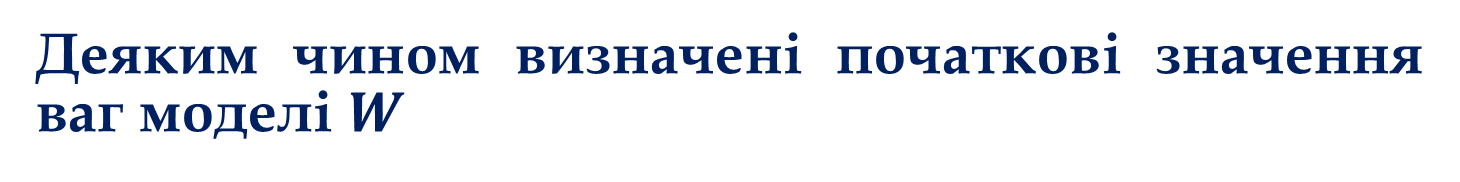 Деяким чином визначені початкові значення
ваг моделі W